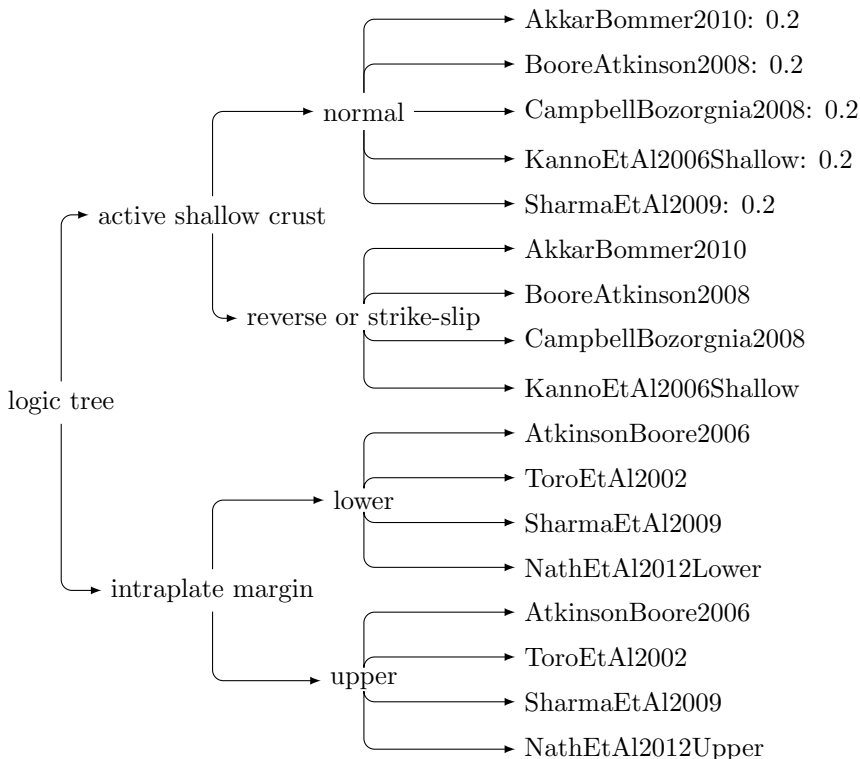 AkkarBommer2010: 0.2
BooreAtkinson2008: 0.2
normal
CampbellBozorgnia2008: 0.2
KannoEtAl2006Shallow: 0.2
SharmaEtAl2009: 0.2
active shallow crust
AkkarBommer2010
BooreAtkinson2008
reverse or strike-slip
CampbellBozorgnia2008
KannoEtAl2006Shallow
logic tree
AtkinsonBoore2006
ToroEtAl2002
lower
SharmaEtAl2009
NathEtAl2012Lower
intraplate margin
AtkinsonBoore2006
ToroEtAl2002
upper
SharmaEtAl2009
NathEtAl2012Upper